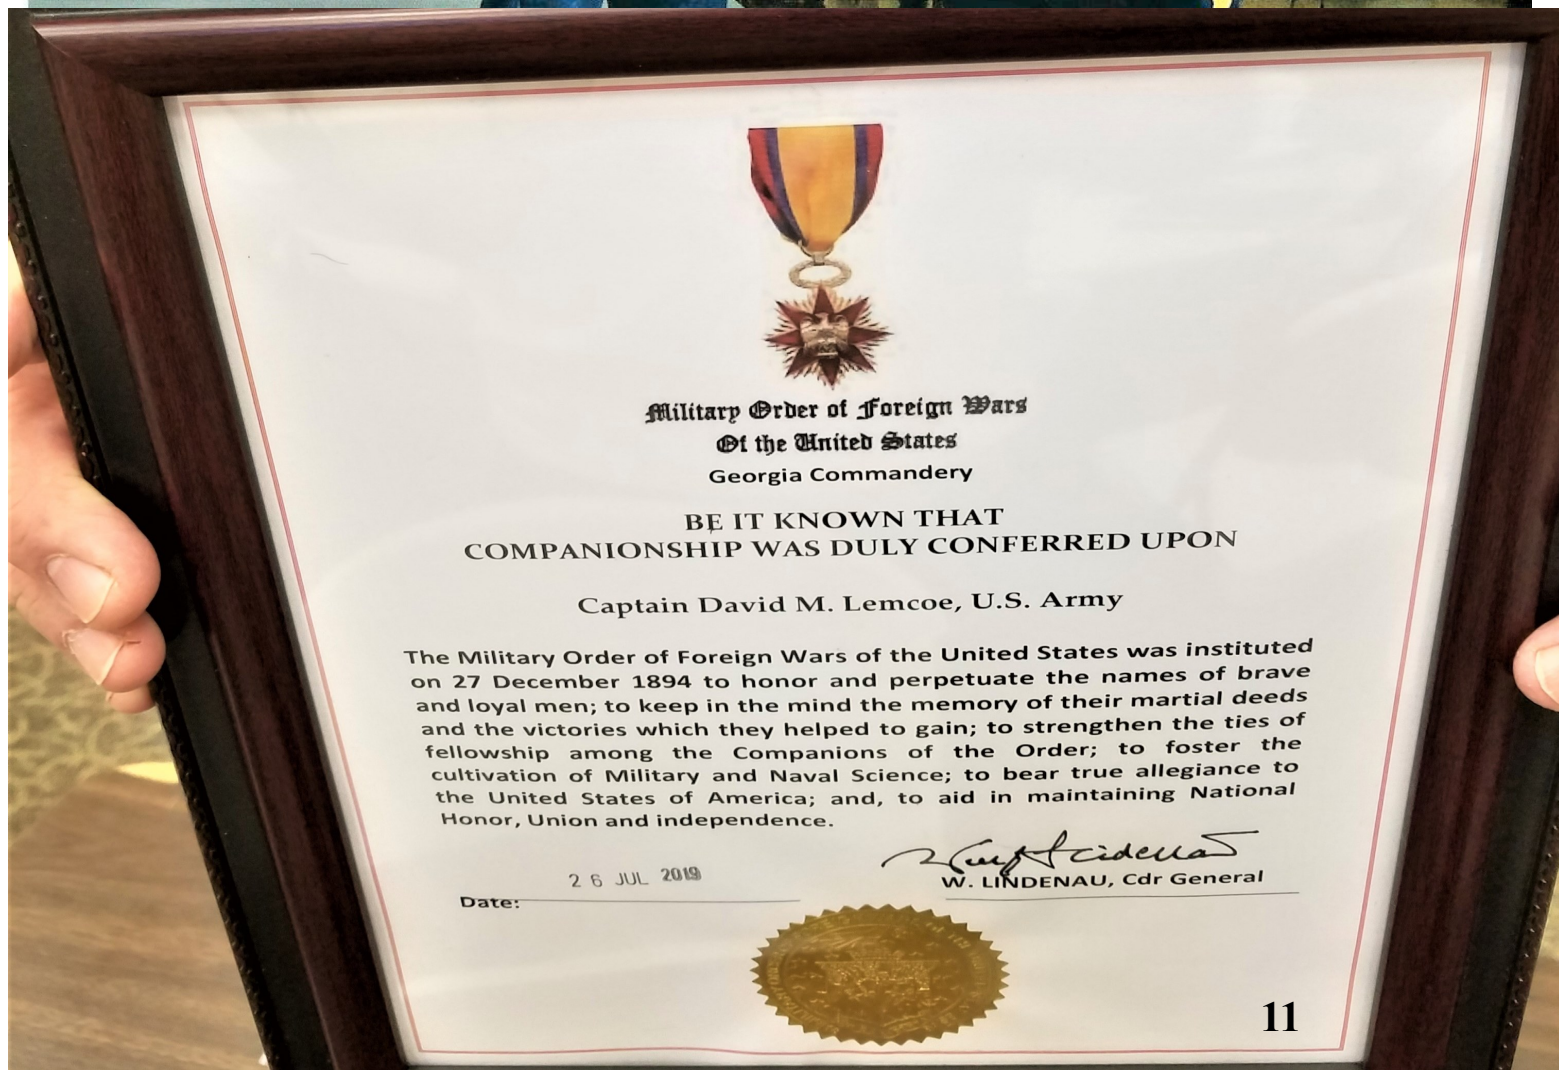 Military Order of Foreign Wars
Of the United States
Georgia Commandery
BE IT KNOWN THAT
COMPANIONSHIP WAS DULY CONFERRED UPON
Captain David M. Lemcoe, U.S. Army
The Military Order of Foreign Wars of the United States was instituted
on 27 December 1894 to honor and perpetuate the names of brave
and loyal men; to keep in the mind the memory of their martial deeds
and the victories which they helped to gain; to strengthen the ties of
fellowship among the Companions of the Order; to foster the
cultivation of Military and Naval Science; to bear true allegiance to
the United States of America; and, to aid in maintaining National
Honor, Union and independence.
26 JUL 2019
W. LINDENAU, Cdr General
Date:
11